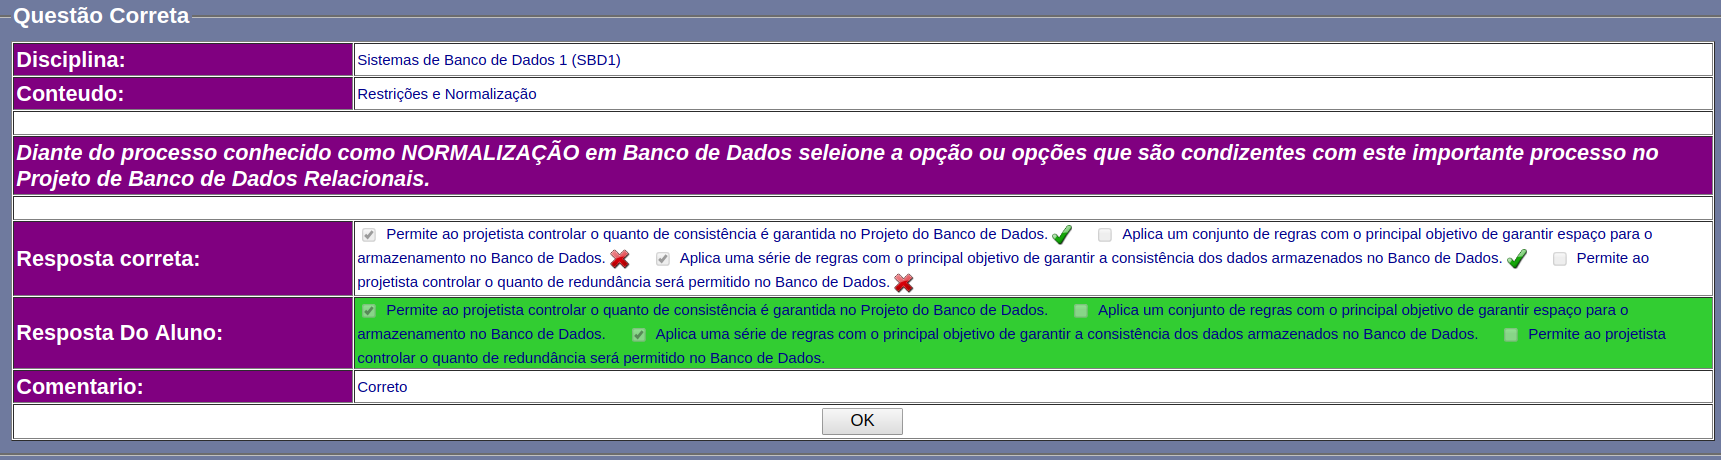 Questão Correta
Disciplina:
Sistemas de Banco de Dados 1 (SBD1)
Conteudo:
Restrições e Normalização
Diante do processo conhecido como NORMALIZAÇÃO em Banco de Dados seleione a opção ou opções que são condizentes com este importante processo no
Projeto de Banco de Dados Relacionais.
Resposta correta:
Permite ao projetista controlar o quanto de consistência é garantida no Projeto do Banco de Dados. Aplica um conjunto de regras com o principal objetivo de garantir espaço para o
armazenamento no Banco de Dados. Aplica uma série de regras com o principal objetivo de garantir a consistência dos dados armazenados no Banco de Dados. Permite ao
projetista controlar o quanto de redundância será permitido no Banco de Dados.
Resposta Do Aluno:
Permite ao projetista controlar o quanto de consistência é garantida no Projeto do Banco de Dados. Aplica um conjunto de regras com o principal objetivo de garantir espaço para o
armazenamento no Banco de Dados. Aplica uma série de regras com o principal objetivo de garantir a consistência dos dados armazenados no Banco de Dados. Permite ao projetista
controlar o quanto de redundância será permitido no Banco de Dados.
Comentario:
Correto
OK